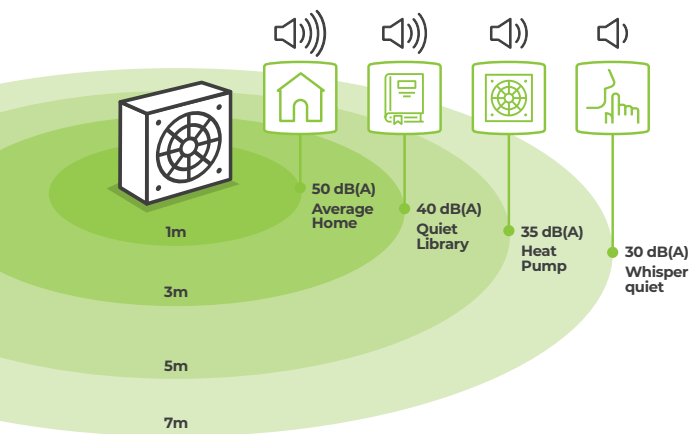 50 dB(A)
Average
Home
40 dB(A)
Quiet
Library
35 dB(A)
Heat
Pump
30 dB(A)
Whisper
quiet
1m
3m
5m
7m